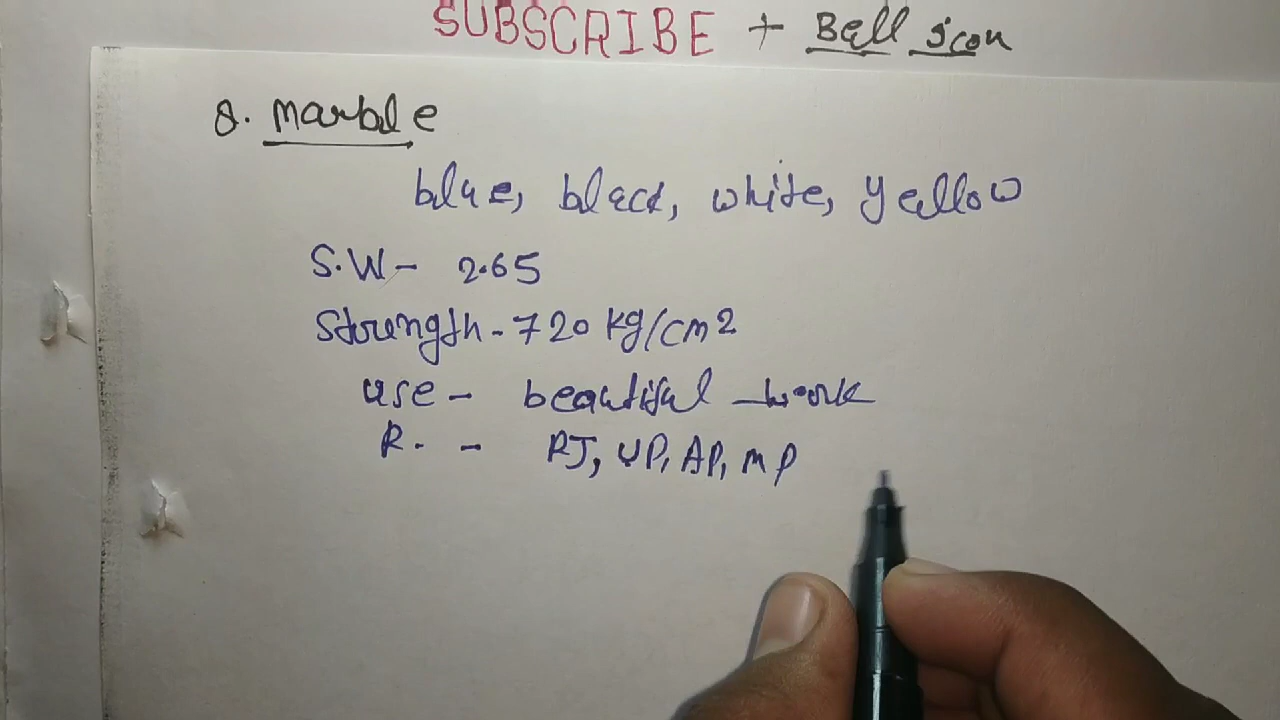 SUBSCRIBE + Bell icon
8. Marble
blue, black, white, yellow
S.W - 2.65
Strength - 720 kg/cm2
use - beautiful work
R. - RJ, UP, AP, MP